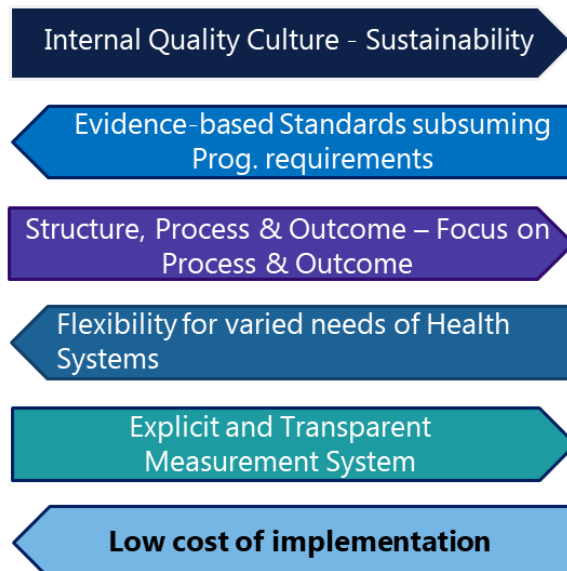 Internal Quality Culture - Sustainability
Evidence-based Standards subsuming
Prog. requirements
Structure, Process & Outcome – Focus on
Process & Outcome
Flexibility for varied needs of Health
Systems
Explicit and Transparent
Measurement System
Low cost of implementation